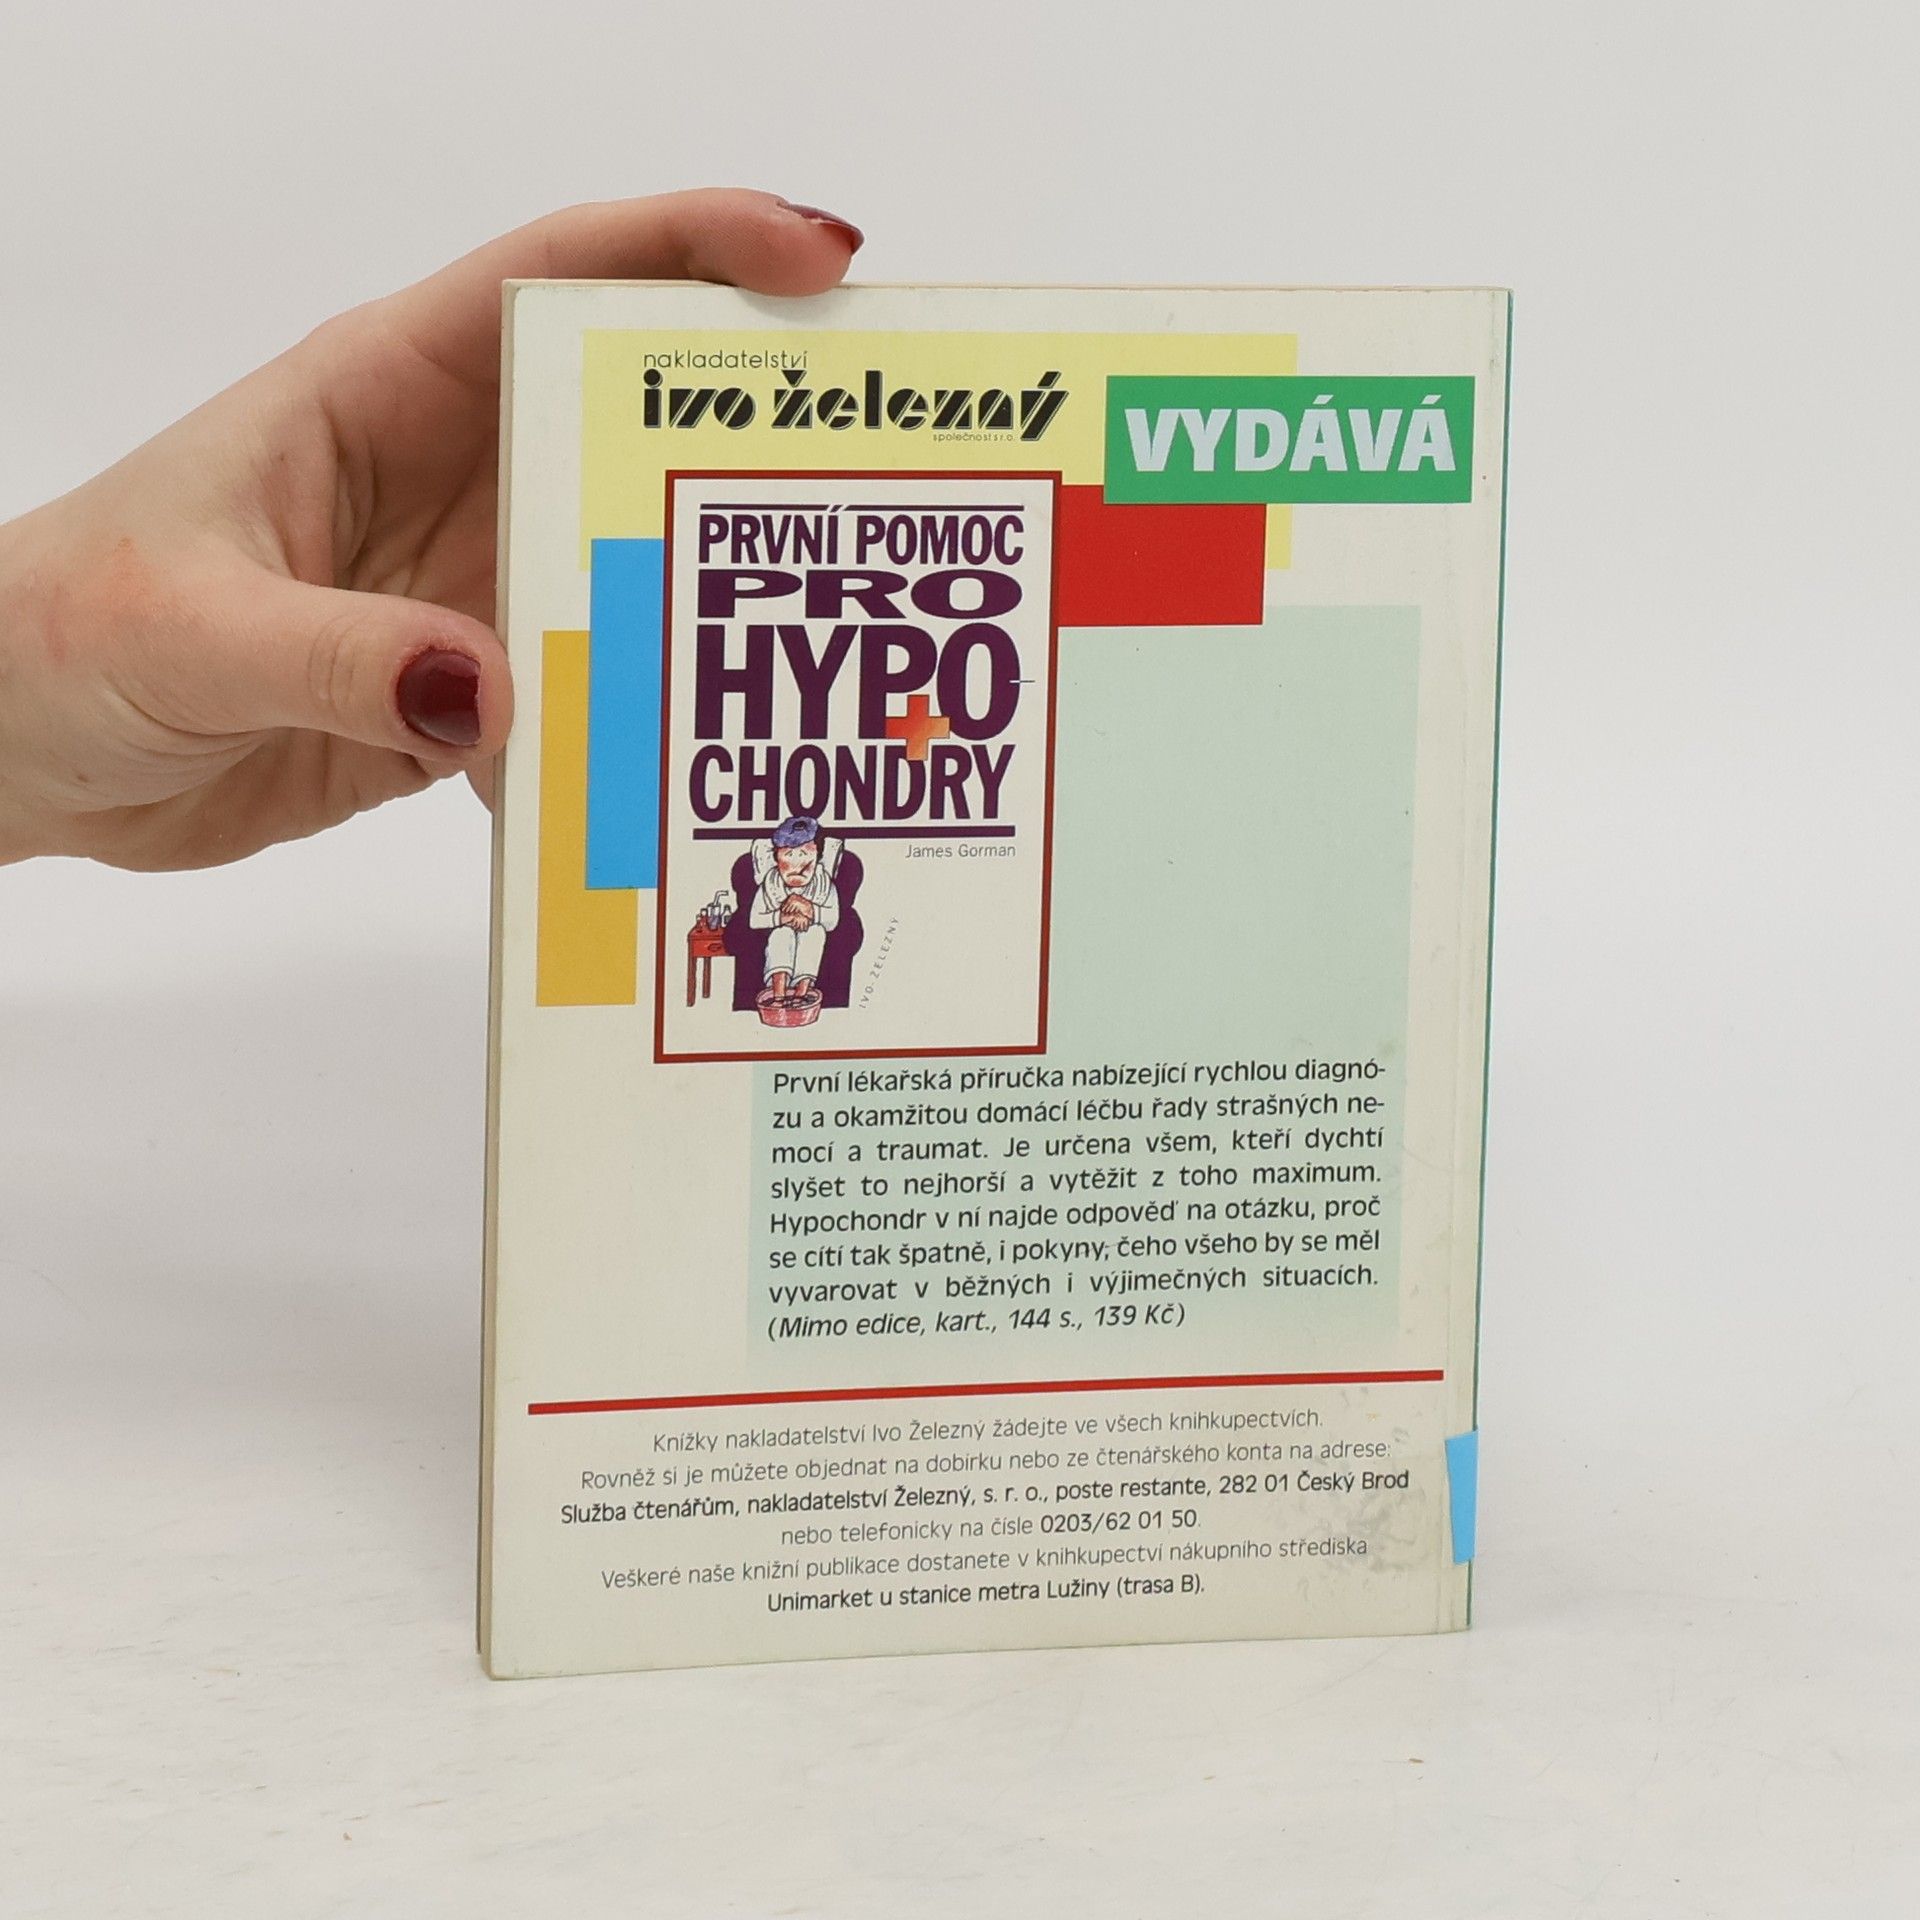 nakladatelství
ivo železný
společnost s r.o.
VYDÁVÁ
PRVNÍ POMOC
PRO
HYPO-
CHONDRY
James Gorman
IVO-ŽELEZNÝ
První lékařská příručka nabízející rychlou diagnó-
zu a okamžitou domácí léčbu řady strašných ne-
mocí a traumat. Je určena všem, kteří dychtí
slyšet to nejhorší a vytěžit z toho maximum.
Hypochondr v ní najde odpověď na otázku, proč
se cítí tak špatně, i pokyny, čeho všeho by se měl
vyvarovat v běžných i výjimečných situacích.
(Mimo edice, kart., 144 s., 139 Kč)
Knížky nakladatelství Ivo Železný žádejte ve všech knihkupectvích.
Rovněž si je můžete objednat na dobírku nebo ze čtenářského konta na adrese:
Služba čtenářům, nakladatelství Železný, s. r. o., poste restante, 282 01 Český Brod
nebo telefonicky na čísle 0203/62 01 50.
Veškeré naše knižní publikace dostanete v knihkupectví nákupního střediska
Unimarket u stanice metra Lužiny (trasa B).